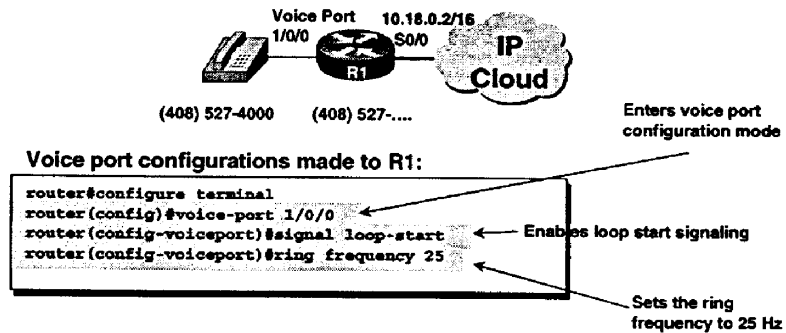 Voice Port
1/0/0
10.18.0.2/16
S0/0
R1
IP
Cloud
(408) 527-4000
(408) 527-....
Enters voice port
configuration mode
Voice port configurations made to R1:
router#configure terminal
router(config)#voice-port 1/0/0
router(config-voiceport)#signal loop-start
Enables loop start signaling
router(config-voiceport)#ring frequency 25
Sets the ring
frequency to 25 Hz